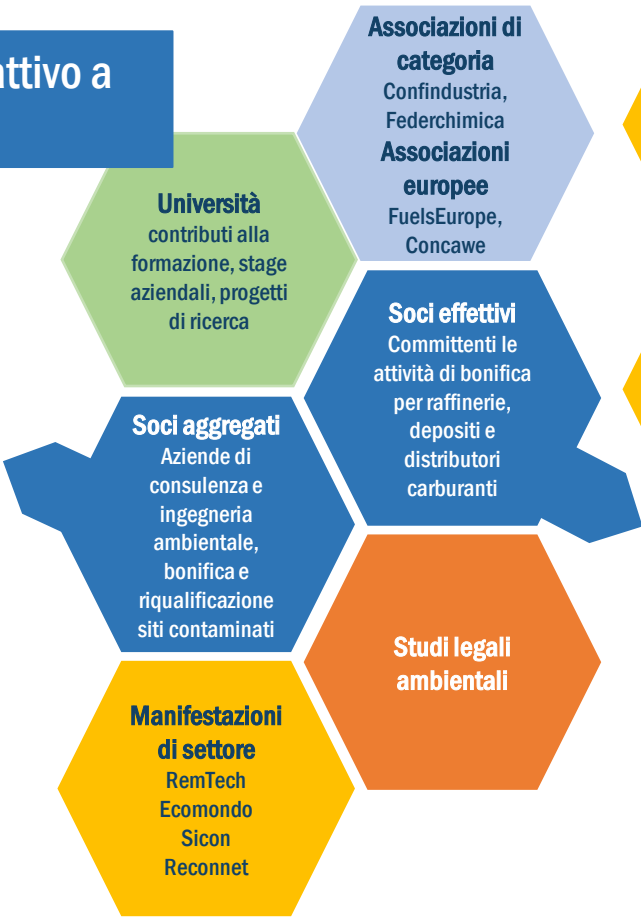 attivo a
Associazioni di
categoria
Confindustria,
Federchimica
Associazioni
europee
FuelsEurope,
Concawe
Università
contributi alla
formazione, stage
aziendali, progetti
di ricerca
Soci effettivi
Committenti le
attività di bonifica
per raffinerie,
depositi e
distributori
carburanti
Soci aggregati
Aziende di
consulenza e
ingegneria
ambientale,
bonifica e
riqualificazione
siti contaminati
Studi legali
ambientali
Manifestazioni
di settore
RemTech
Ecomondo
Sicon
Reconnet